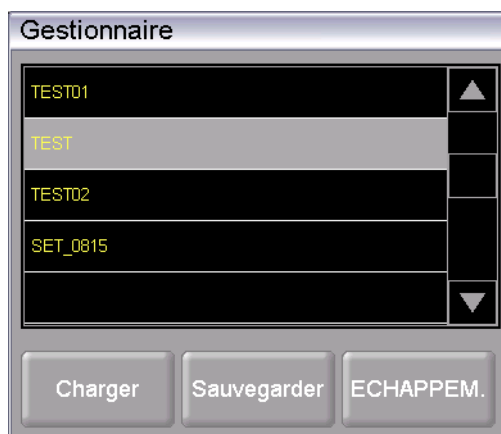 Gestionnaire
TEST01
TEST
TEST02
SET_0815
Charger
Sauvegarder
ECHAPPEM.